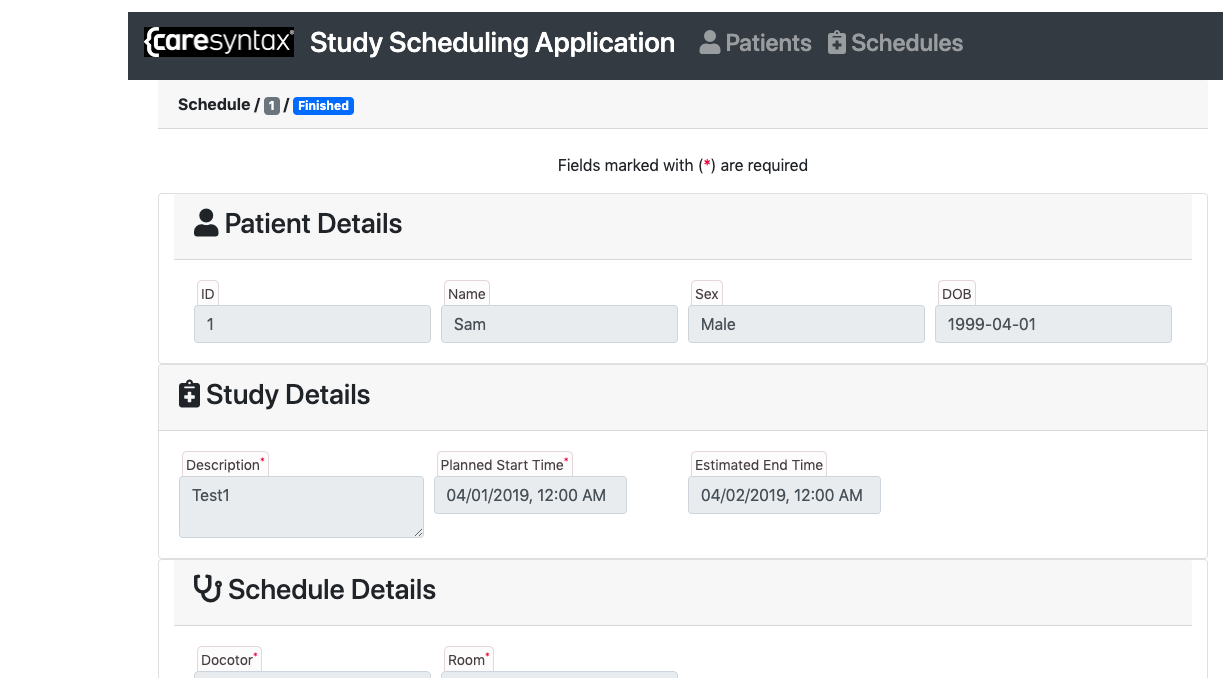 {caresyntax® Study Scheduling Application Patients Schedules
Schedule / 1 / Finished
Fields marked with (*) are required
Patient Details
ID Name Sex DOB
1 Sam Male 1999-04-01
Study Details
Description* Planned Start Time* Estimated End Time
Test1 04/01/2019, 12:00 AM 04/02/2019, 12:00 AM
Schedule Details
Docotor* Room*